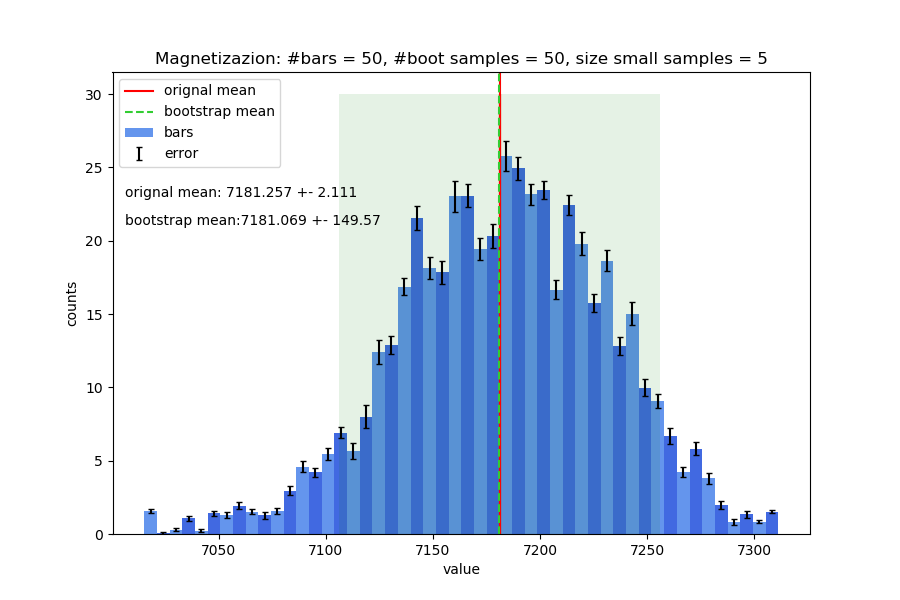 Magnetizazion: #bars = 50, #boot samples = 50, size small samples = 5
orignal mean
bootstrap mean
bars
error
orignal mean: 7181.257 +- 2.111
bootstrap mean:7181.069 +- 149.57
counts
30
25
20
15
10
5
0
7050
7100
7150
7200
7250
7300
value